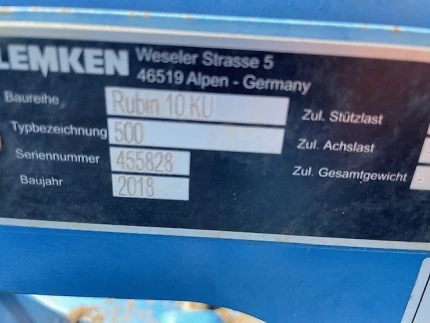 LEMKEN Weseler Strasse 5
46519 Alpen - Germany
Baureihe Rubin 10 KU
Zul. Stützlast
Typbezeichnung 500
Zul. Achslast
Seriennummer 455828
Zul. Gesamtgewicht
Baujahr 2018